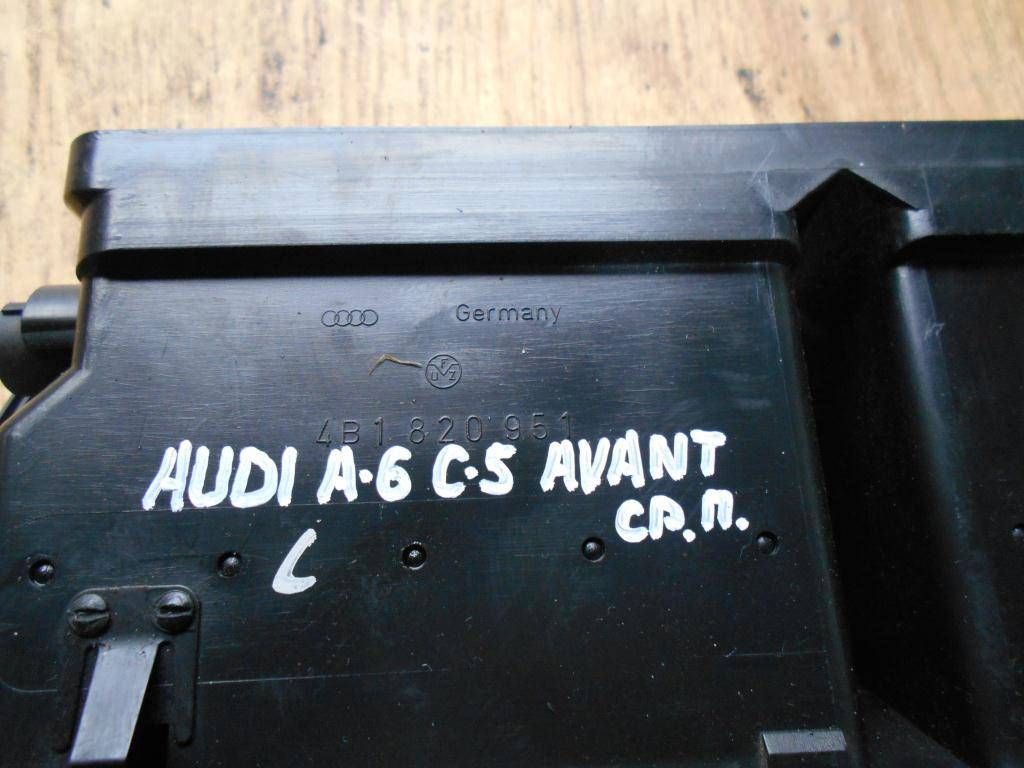 Germany
4B1 820 951
AUDI A·6 C·5 AVANT
СР.П.
L